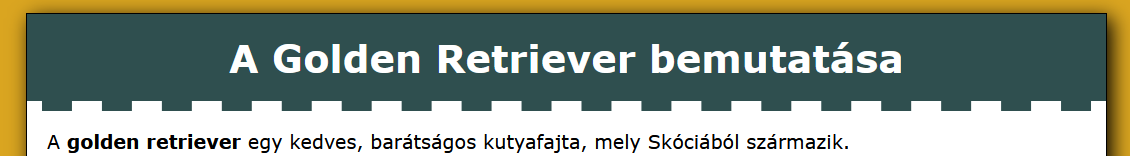 A Golden Retriever bemutatása
A golden retriever egy kedves, barátságos kutyafajta, mely Skóciából származik.